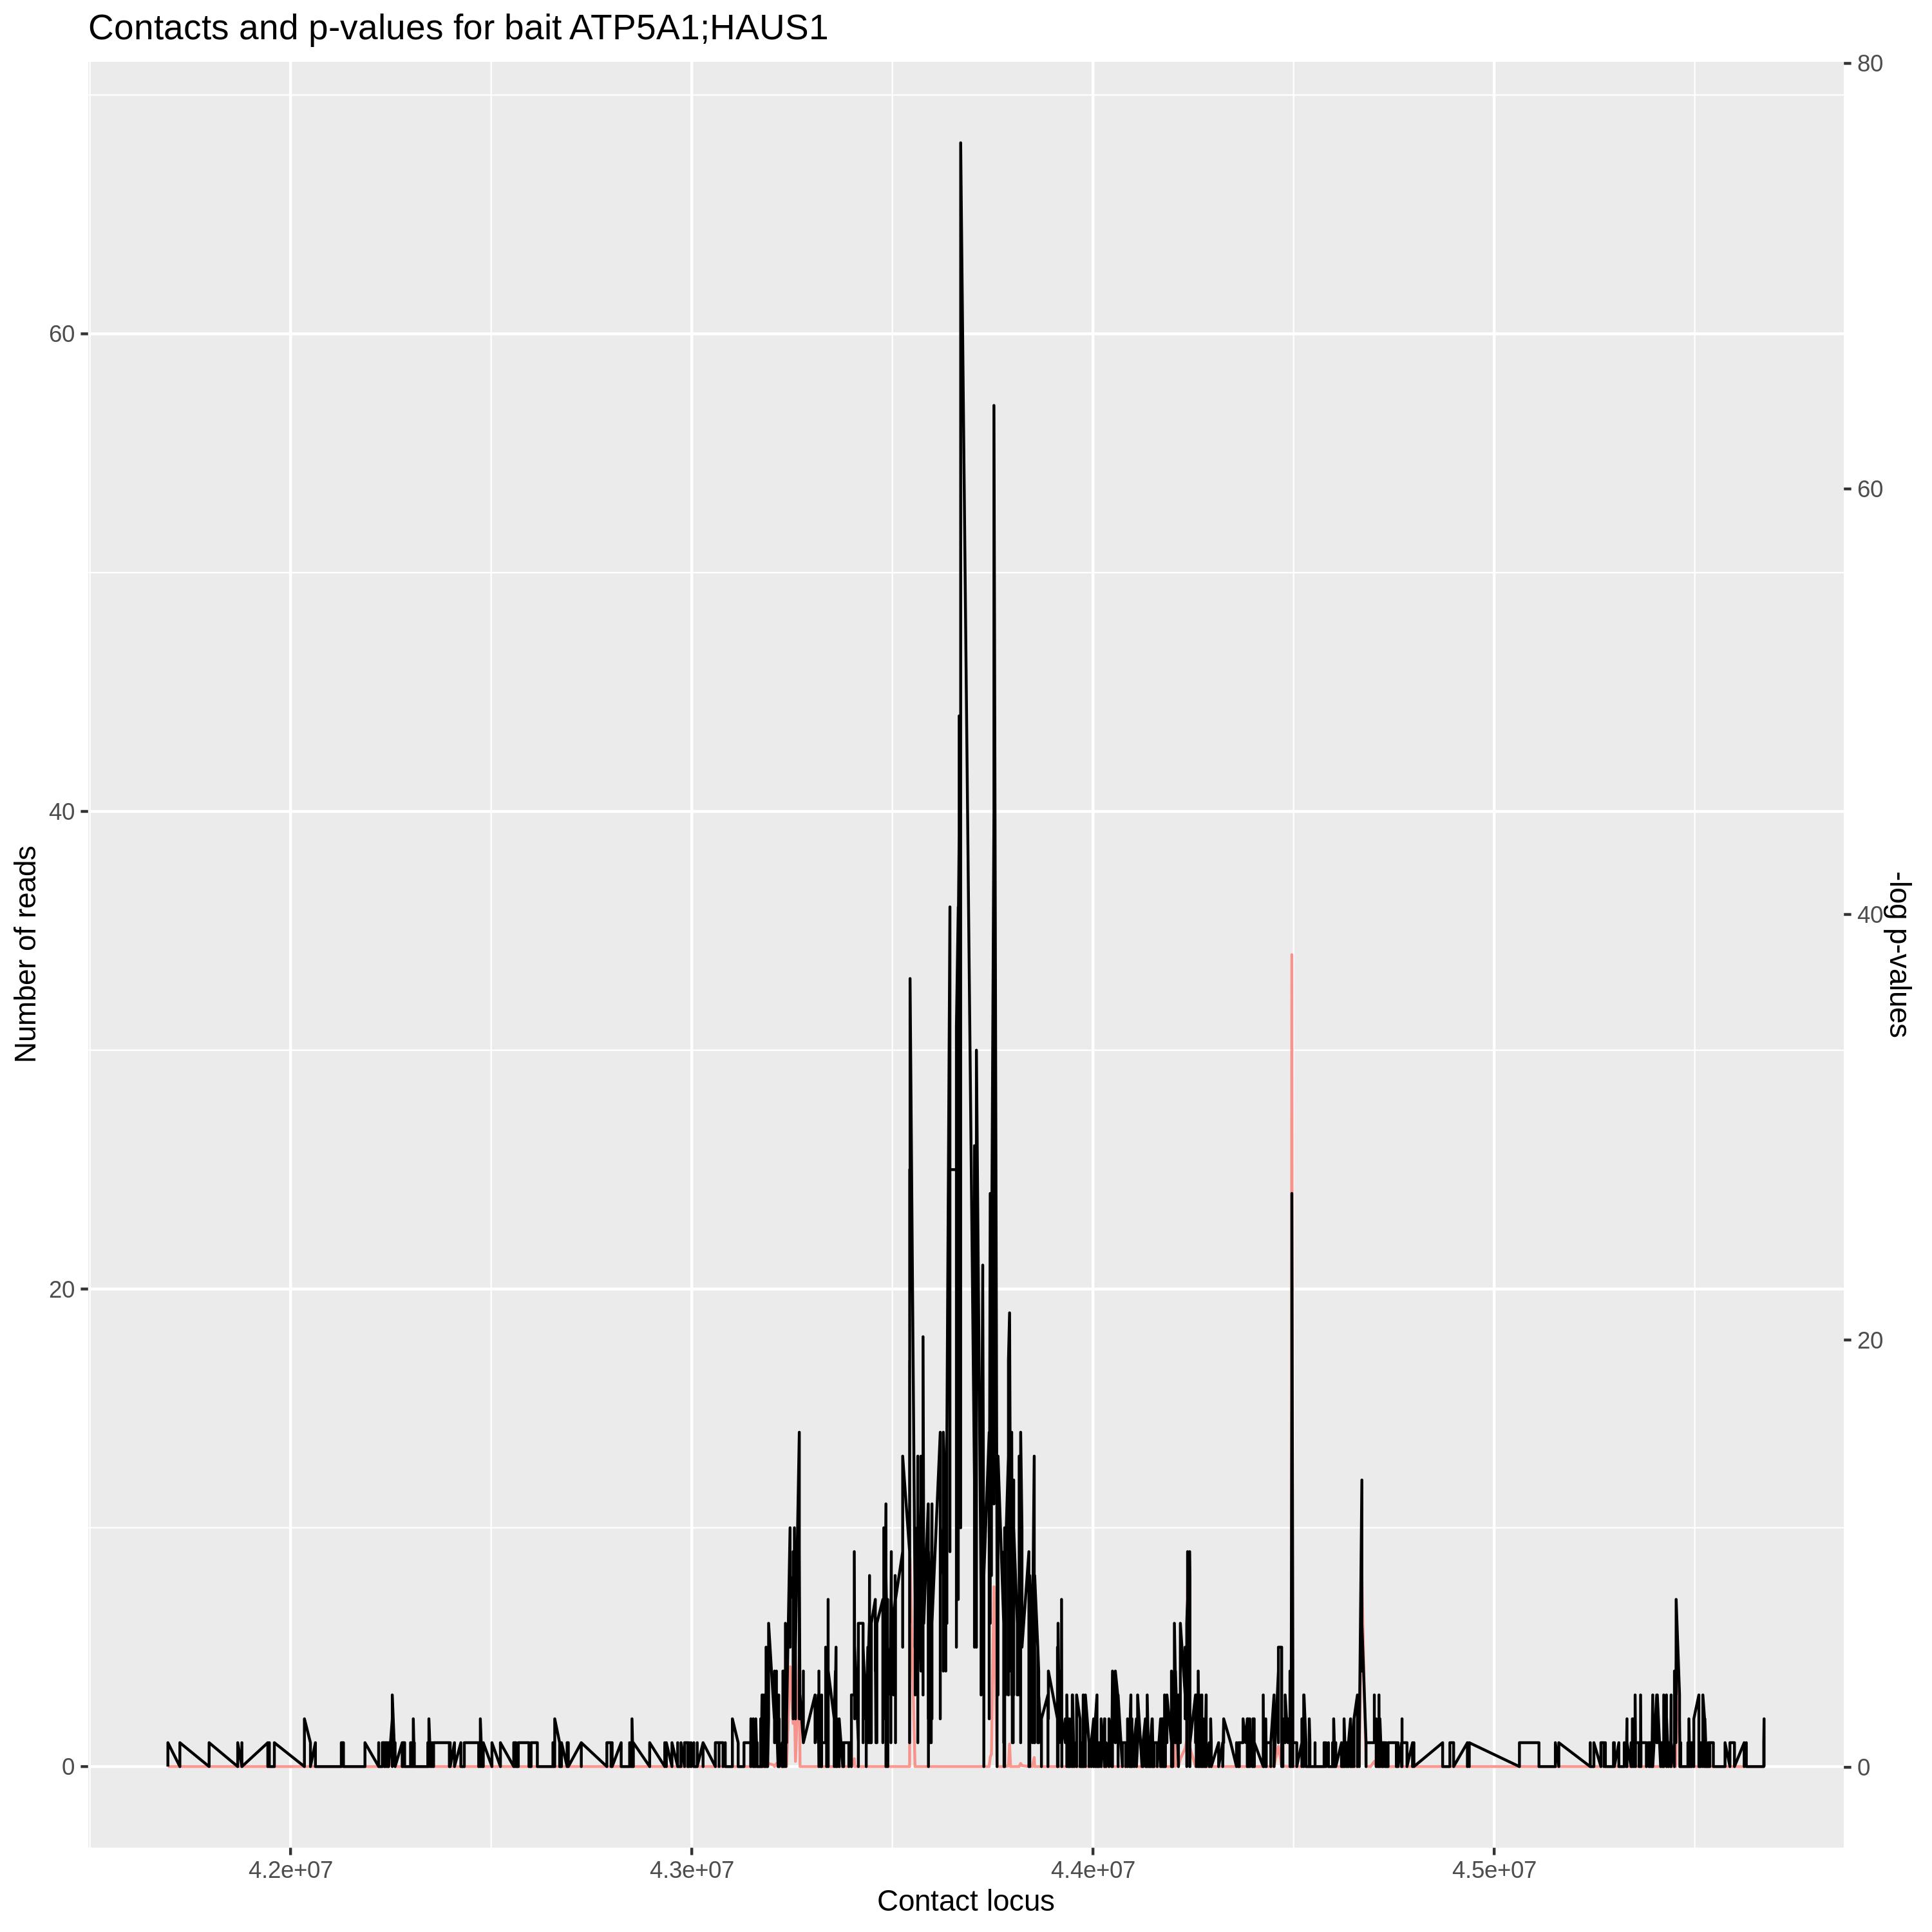 Contacts and p-values for bait ATP5A1;HAUS1
80
60
60
40
40
20
20
0
0
Number of reads
-log p-values
4.2e+07
4.3e+07
4.4e+07
4.5e+07
Contact locus